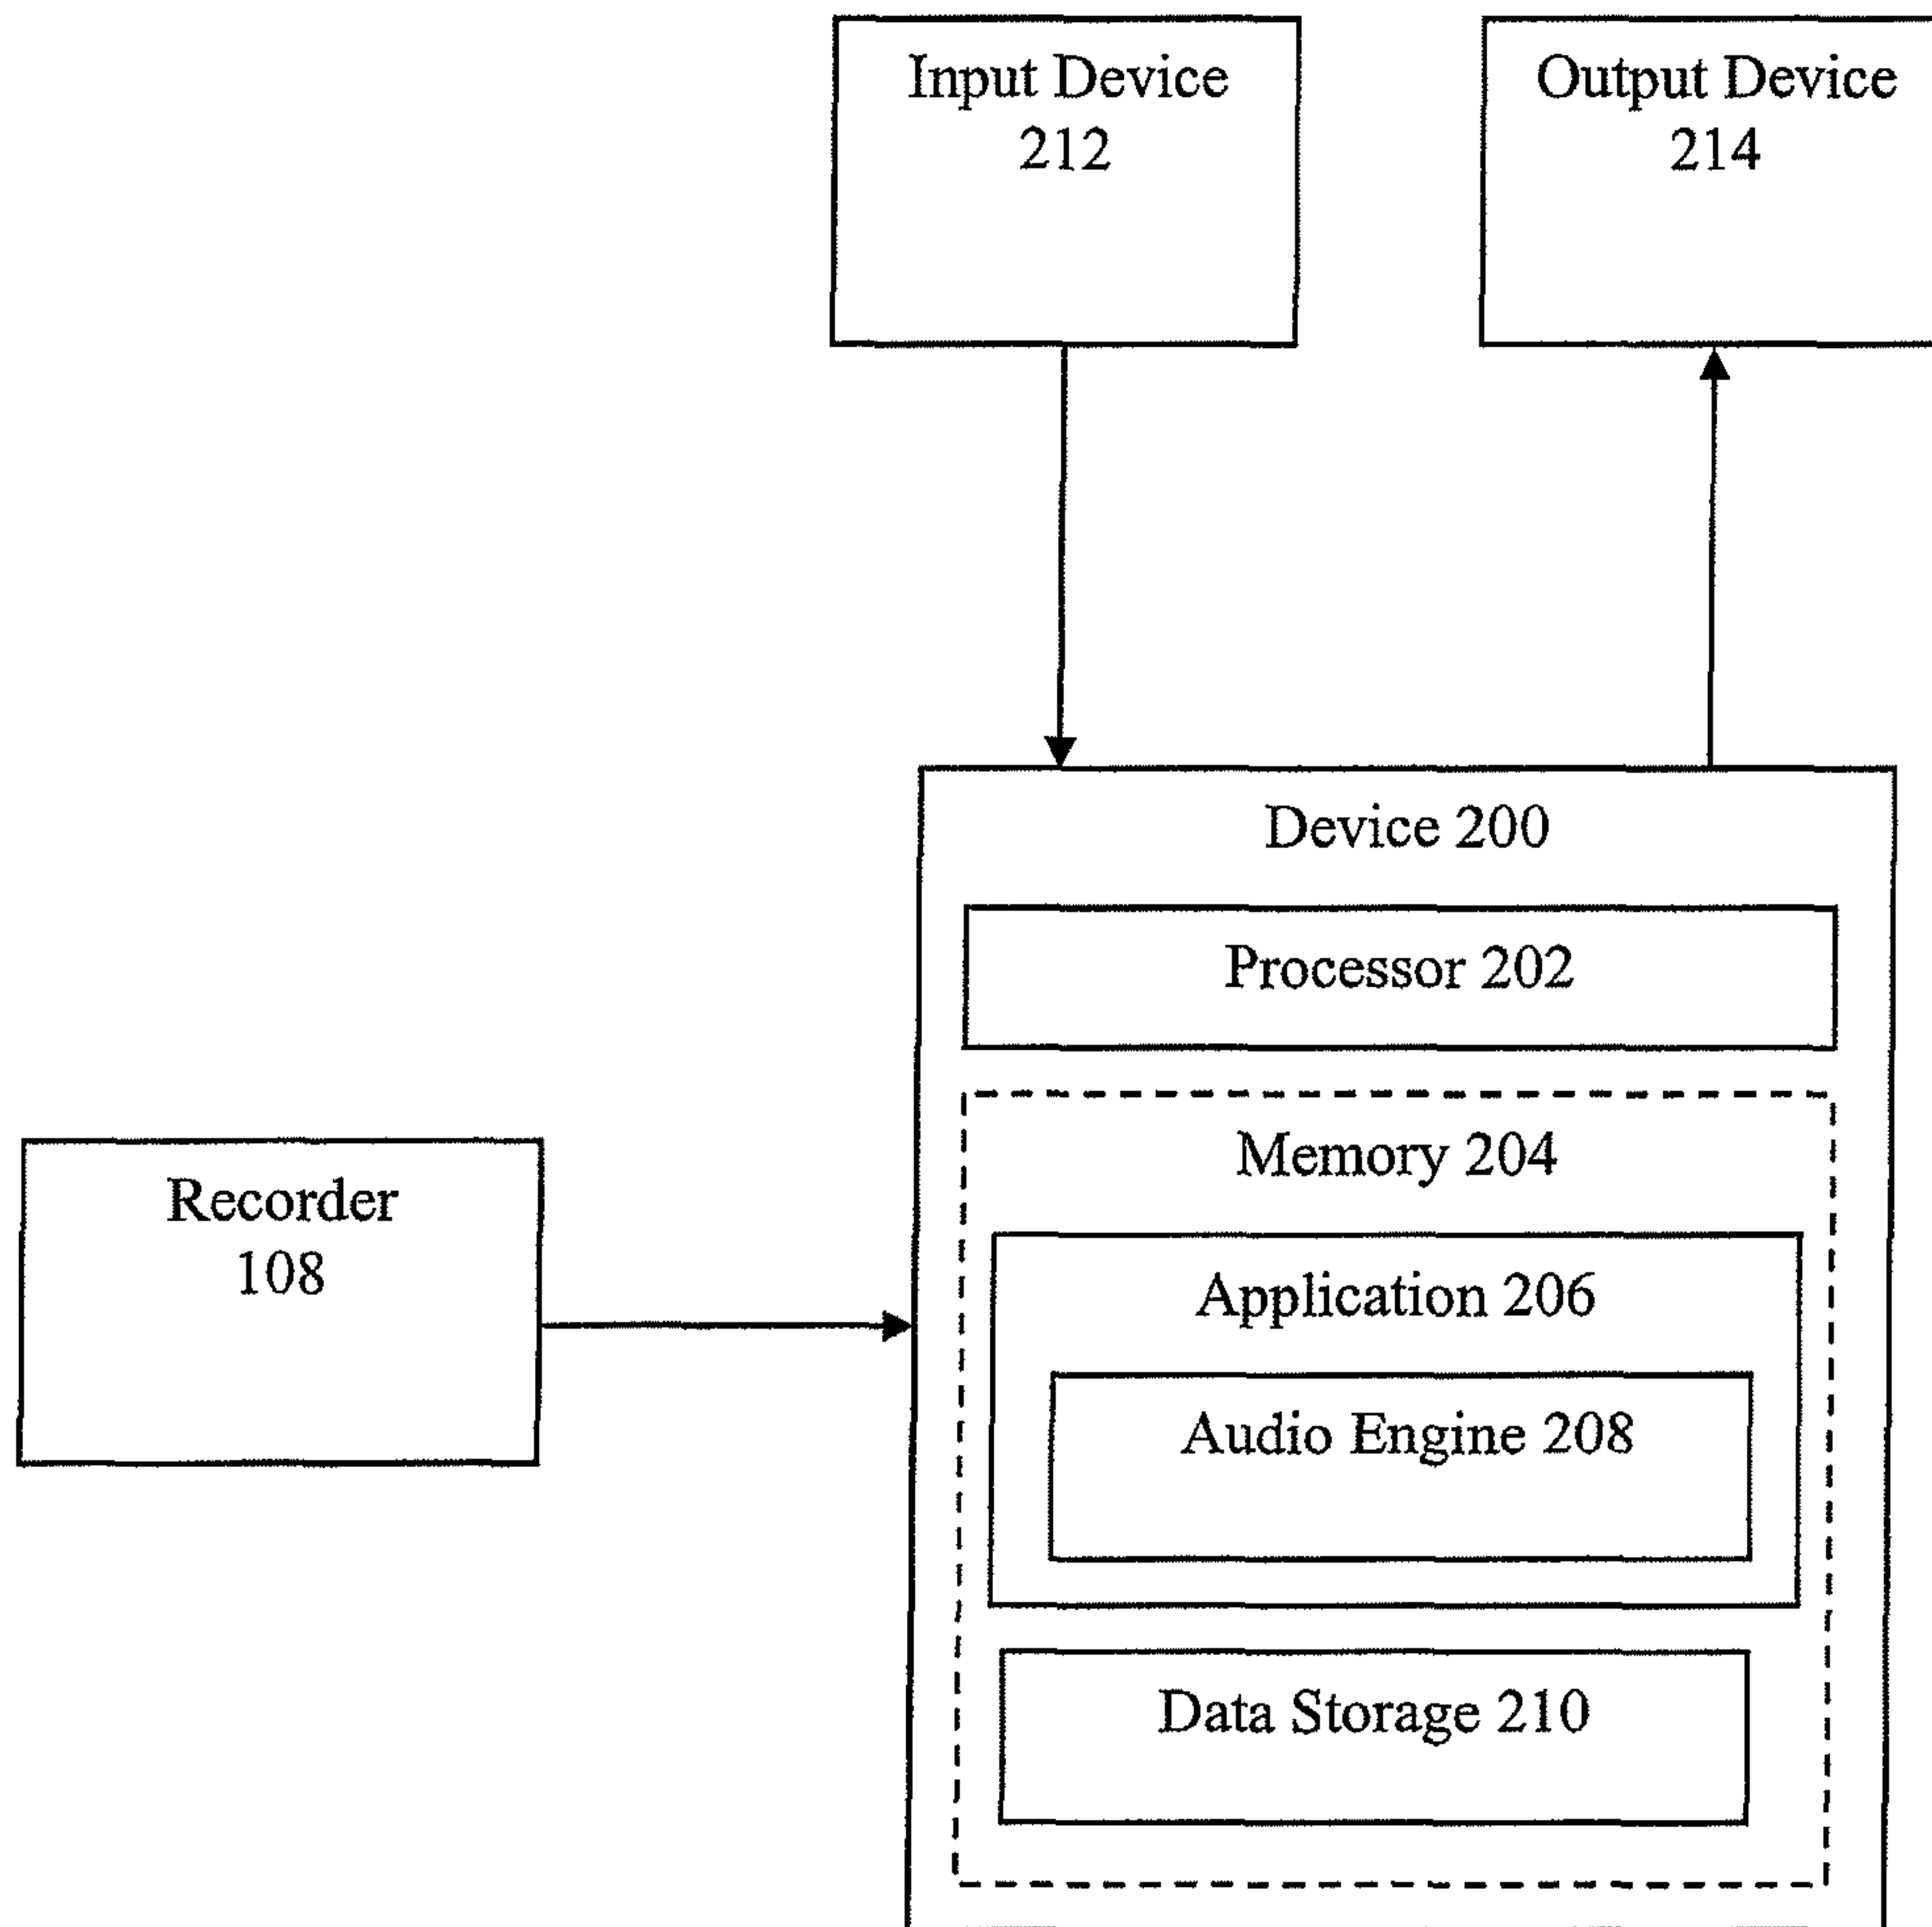 Input Device
212
Output Device
214
Device 200
Processor 202
Memory 204
Recorder
108
Application 206
Audio Engine 208
Data Storage 210